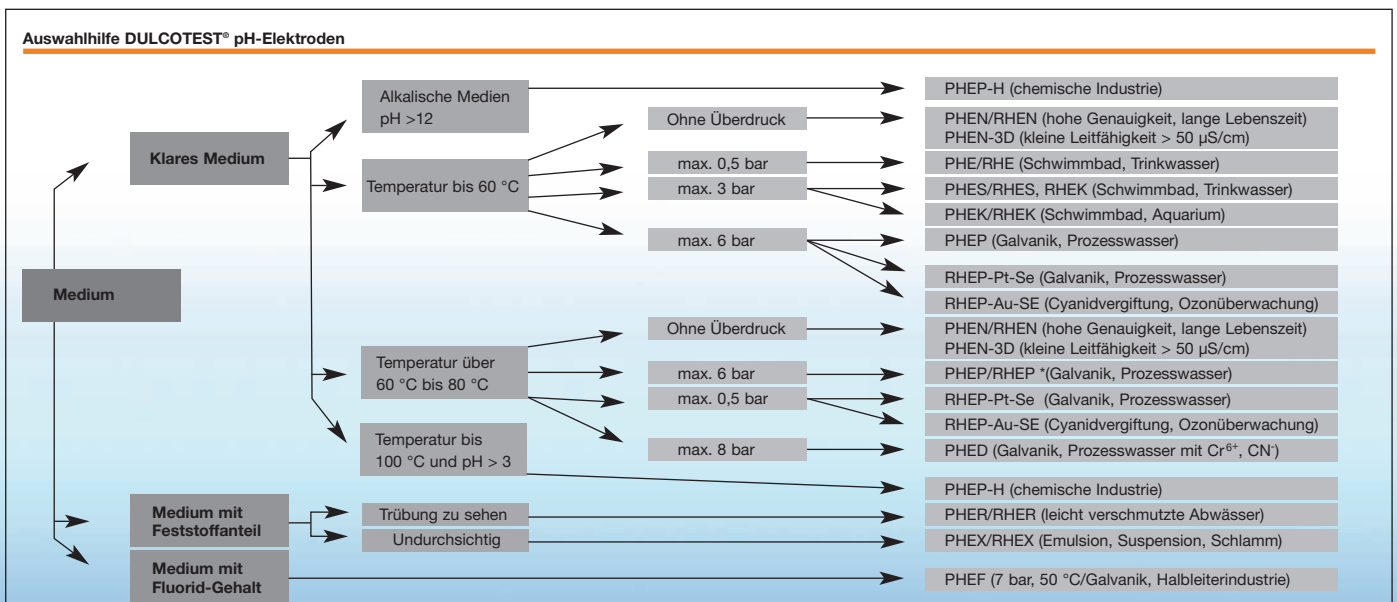 Auswahlhilfe DULCOTEST® pH-Elektroden
Alkalische Medien
pH >12
PHEP-H (chemische Industrie)
Klares Medium
Temperatur bis 60 °C
Ohne Überdruck
PHEN/RHEN (hohe Genauigkeit, lange Lebenszeit)
PHEN-3D (kleine Leitfähigkeit > 50 µS/cm)
max. 0,5 bar
PHE/RHE (Schwimmbad, Trinkwasser)
max. 3 bar
PHES/RHES, RHEK (Schwimmbad, Trinkwasser)
PHEK/RHEK (Schwimmbad, Aquarium)
max. 6 bar
PHEP (Galvanik, Prozesswasser)
RHEP-Pt-Se (Galvanik, Prozesswasser)
RHEP-Au-SE (Cyanidvergiftung, Ozonüberwachung)
Medium
Temperatur über
60 °C bis 80 °C
Ohne Überdruck
PHEN/RHEN (hohe Genauigkeit, lange Lebenszeit)
PHEN-3D (kleine Leitfähigkeit > 50 µS/cm)
max. 6 bar
PHEP/RHEP *(Galvanik, Prozesswasser)
max. 0,5 bar
RHEP-Pt-Se (Galvanik, Prozesswasser)
RHEP-Au-SE (Cyanidvergiftung, Ozonüberwachung)
max. 8 bar
PHED (Galvanik, Prozesswasser mit Cr⁶⁺, CN⁻)
Temperatur bis
100 °C und pH > 3
PHEP-H (chemische Industrie)
Medium mit
Feststoffanteil
Trübung zu sehen
PHER/RHER (leicht verschmutzte Abwässer)
Undurchsichtig
PHEX/RHEX (Emulsion, Suspension, Schlamm)
Medium mit
Fluorid-Gehalt
PHEF (7 bar, 50 °C/Galvanik, Halbleiterindustrie)